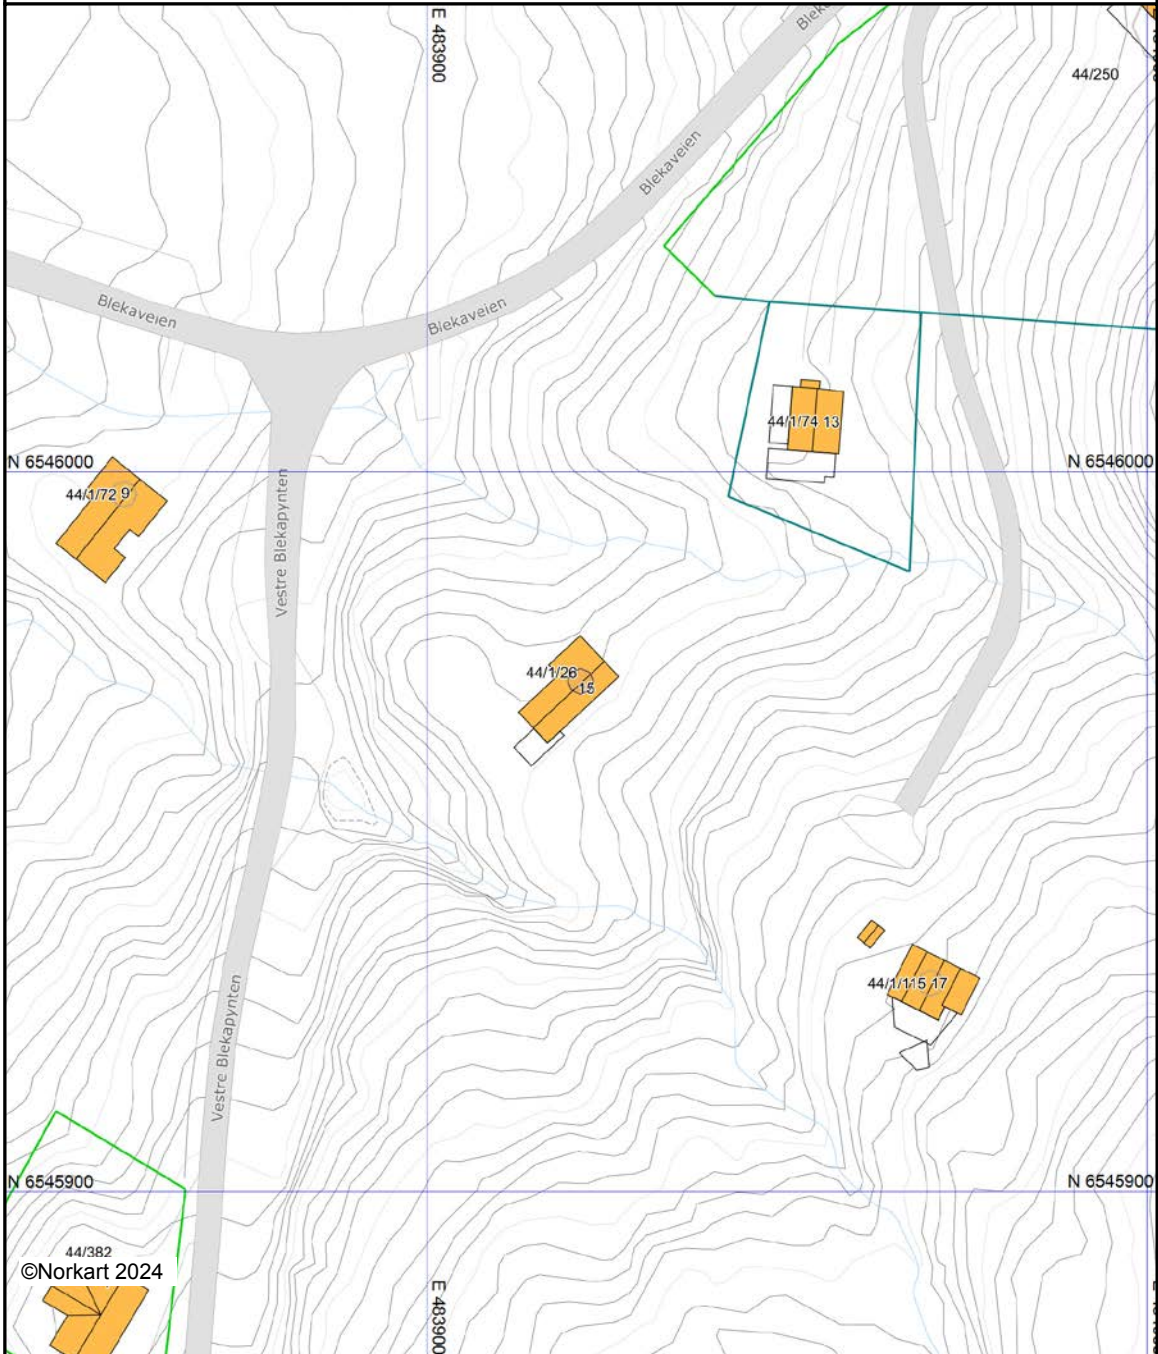 E 483900
44/250
Blekaveien
Blekaveien
Blekaveien
44/1/74 13
N 6546000
N 6546000
44/1/72 9
Vestre Blekapynten
44/1/26
15
44/1/115 17
Vestre Blekapynten
N 6545900
N 6545900
44/382
©Norkart 2024
E 483900